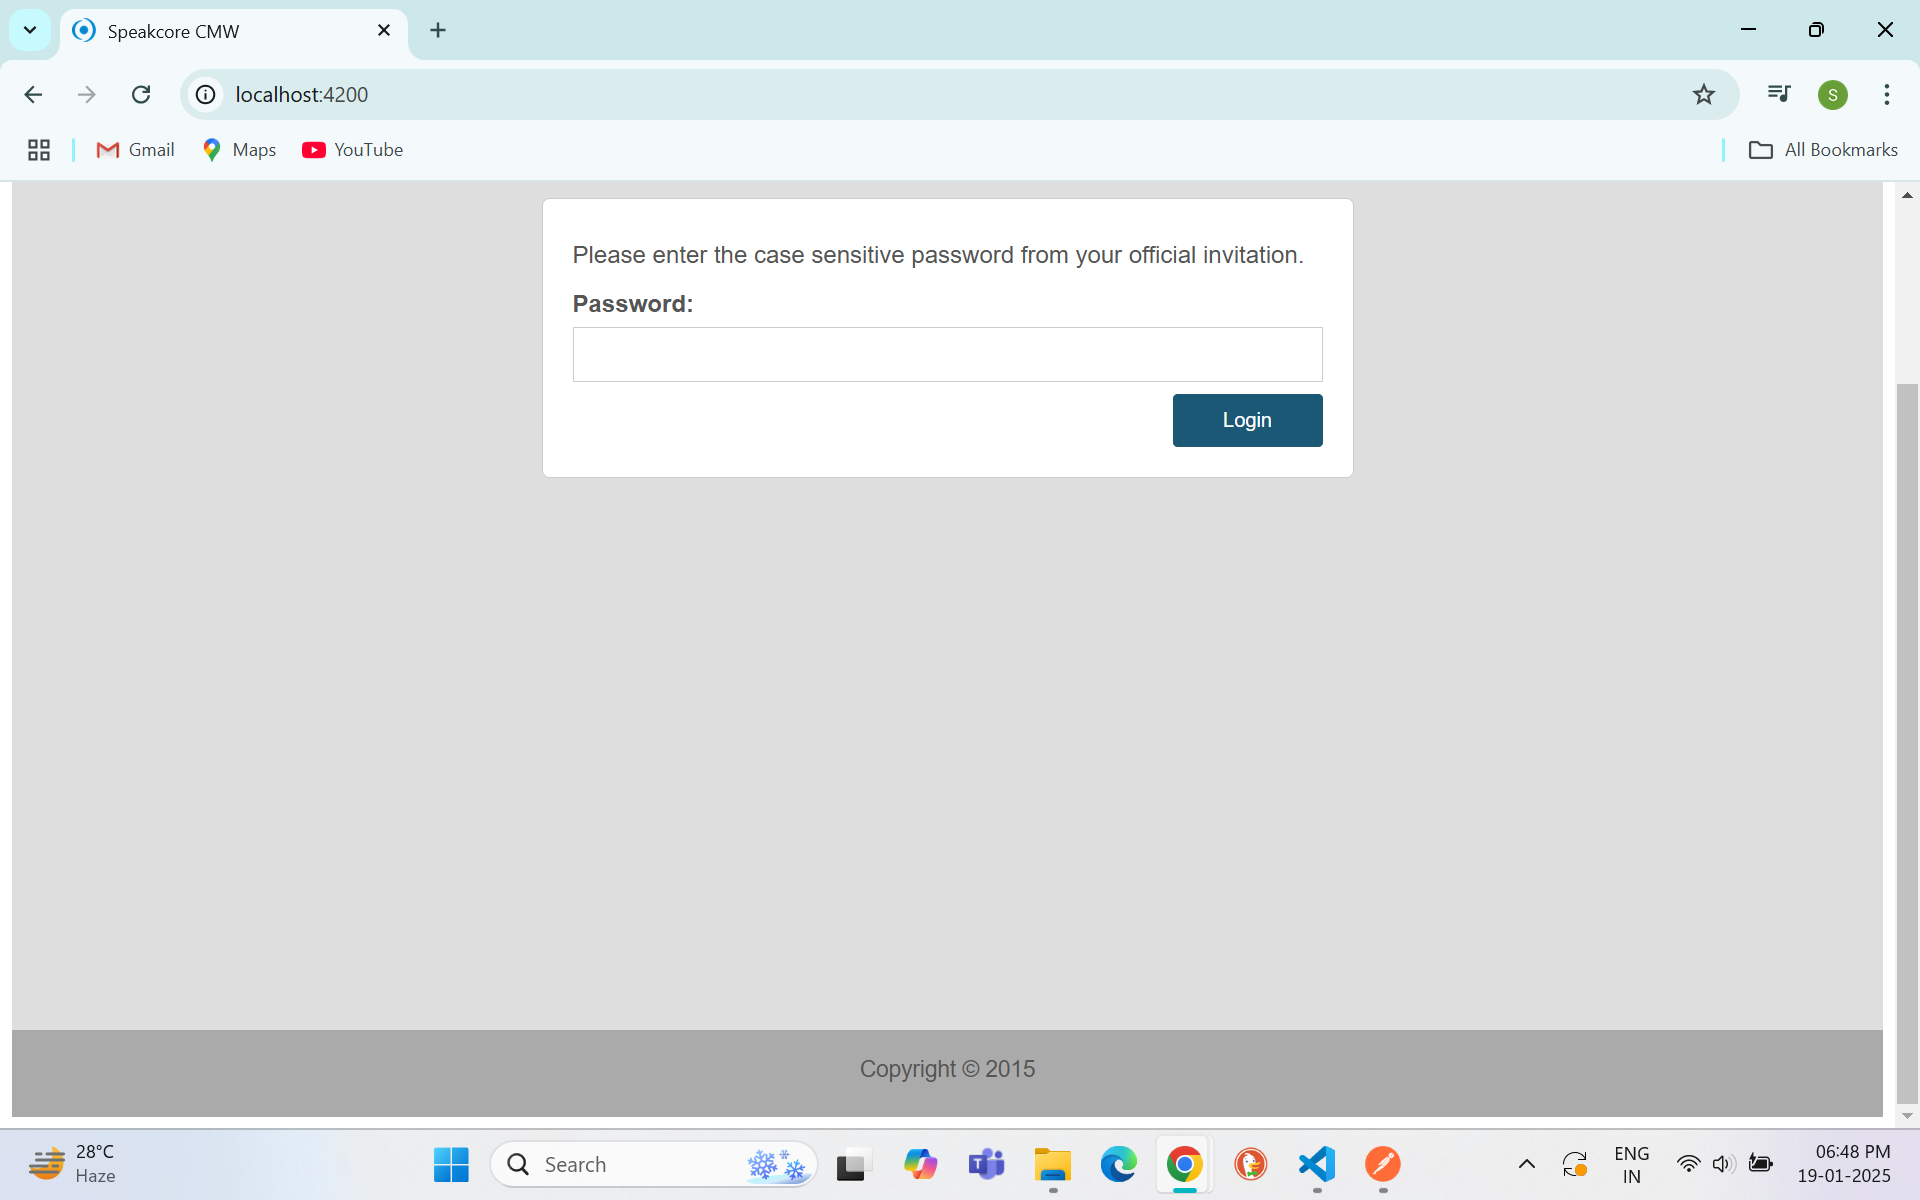 Speakcore CMW
localhost:4200
Gmail
Maps
YouTube
All Bookmarks
S
Please enter the case sensitive password from your official invitation.
Password:
Login
Copyright © 2015
28°C
Haze
Search
ENG
IN
06:48 PM
19-01-2025